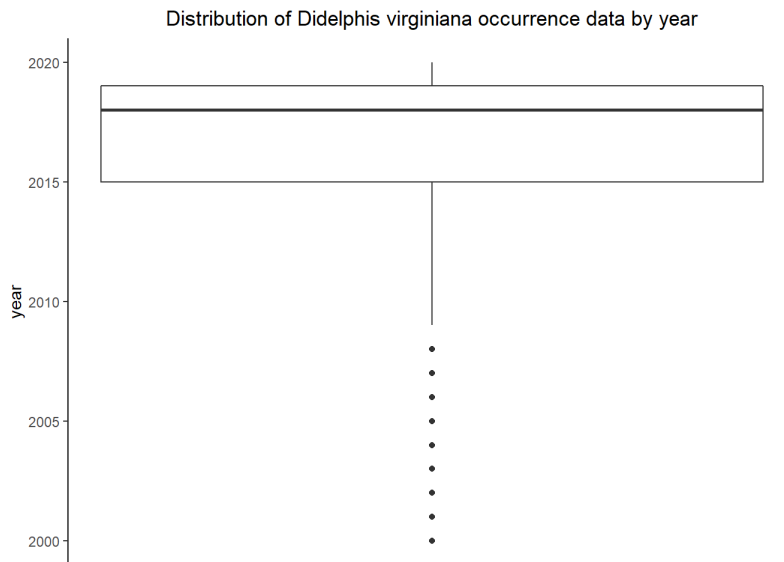 Distribution of Didelphis virginiana occurrence data by year
2020
2015
year
2010
2005
2000